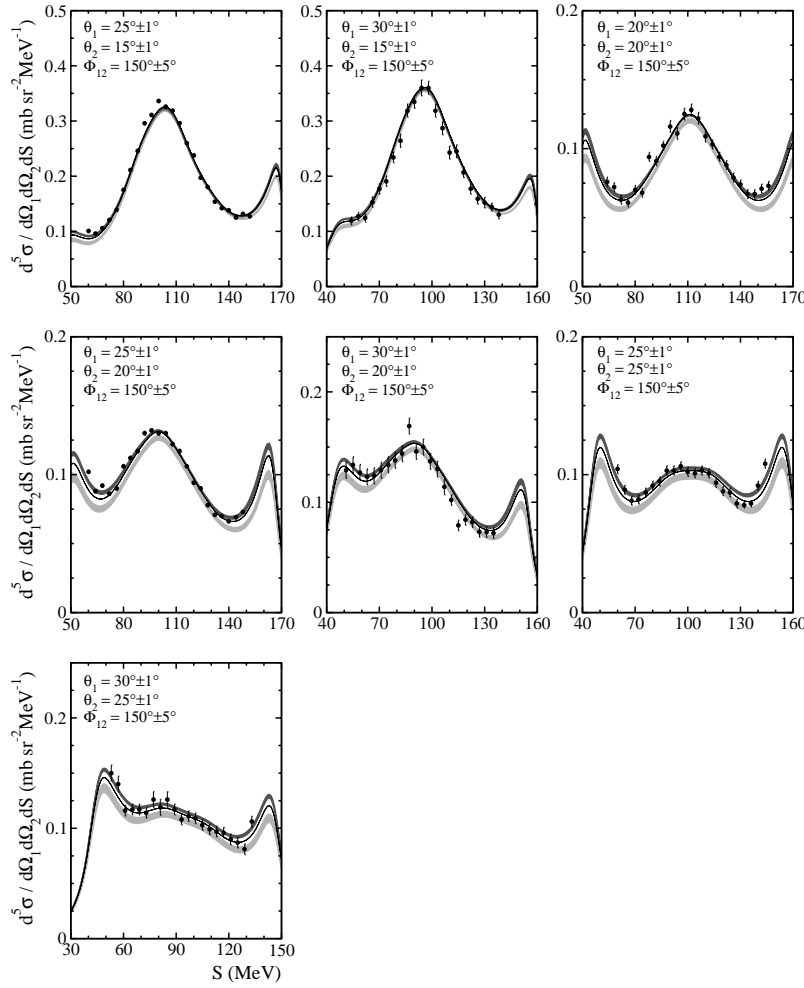 d⁵σ / dΩ₁dΩ₂dS (mb sr⁻²MeV⁻¹)
0.5
0.4
0.3
0.2
0.1
0
θ₁ = 25°±1°
θ₂ = 15°±1°
Φ₁₂ = 150°±5°
50 80 110 140 170
0.5
0.4
0.3
0.2
0.1
0
θ₁ = 30°±1°
θ₂ = 15°±1°
Φ₁₂ = 150°±5°
40 70 100 130 160
0.2
0.1
0
θ₁ = 20°±1°
θ₂ = 20°±1°
Φ₁₂ = 150°±5°
50 80 110 140 170
d⁵σ / dΩ₁dΩ₂dS (mb sr⁻²MeV⁻¹)
0.2
0.1
0
θ₁ = 25°±1°
θ₂ = 20°±1°
Φ₁₂ = 150°±5°
50 80 110 140 170
0.2
0.1
0
θ₁ = 30°±1°
θ₂ = 20°±1°
Φ₁₂ = 150°±5°
40 70 100 130 160
0.2
0.1
0
θ₁ = 25°±1°
θ₂ = 25°±1°
Φ₁₂ = 150°±5°
40 70 100 130 160
d⁵σ / dΩ₁dΩ₂dS (mb sr⁻²MeV⁻¹)
0.2
0.1
0
θ₁ = 30°±1°
θ₂ = 25°±1°
Φ₁₂ = 150°±5°
30 60 90 120 150
S (MeV)